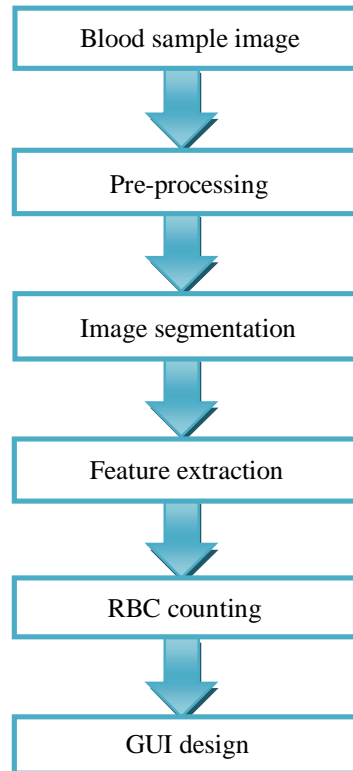 Blood sample image
Pre-processing
Image segmentation
Feature extraction
RBC counting
GUI design